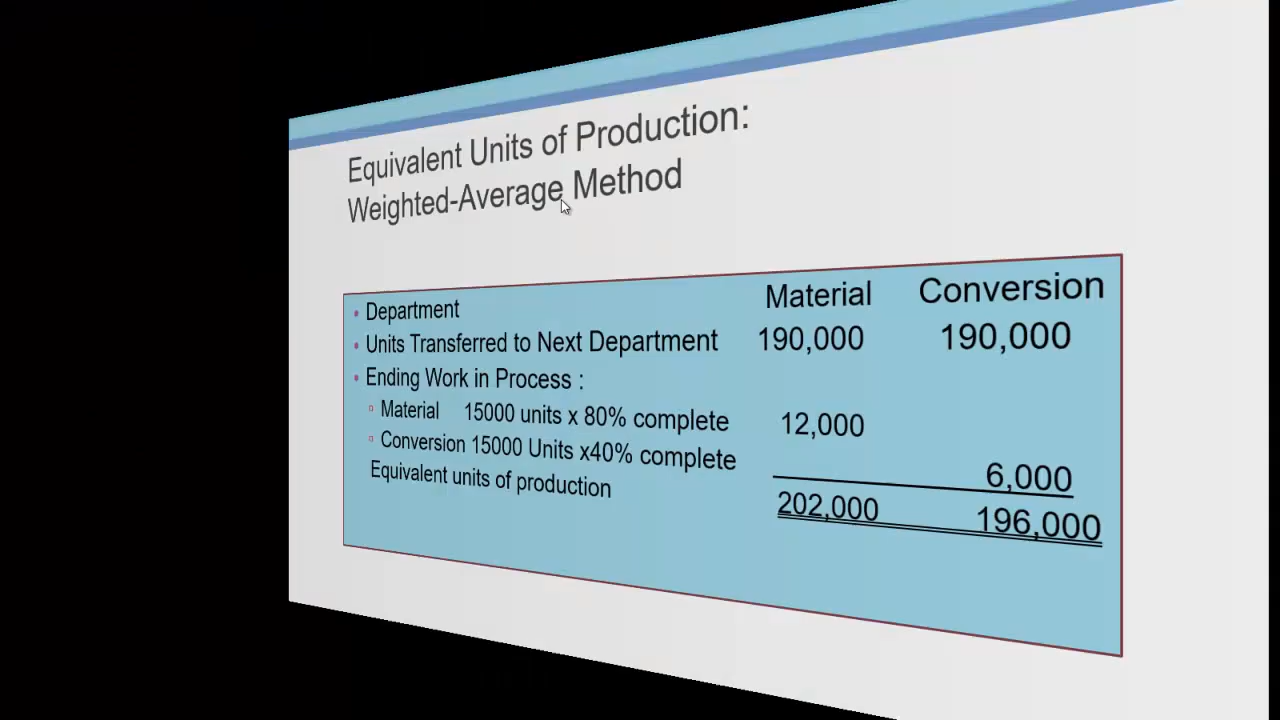 Equivalent Units of Production:
Weighted-Average Method
Material Conversion
• Department
• Units Transferred to Next Department 190,000 190,000
• Ending Work in Process :
▫ Material 15000 units x 80% complete 12,000
▫ Conversion 15000 Units x40% complete 6,000
Equivalent units of production 202,000 196,000